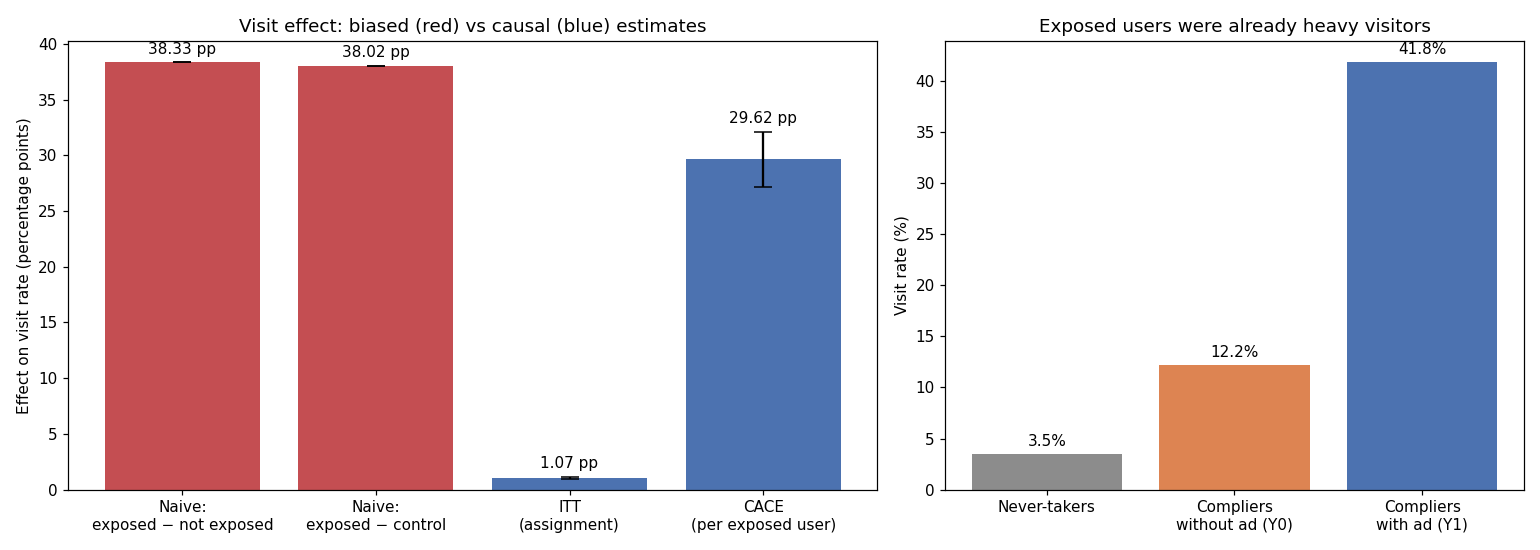 Visit effect: biased (red) vs causal (blue) estimates
Effect on visit rate (percentage points)
40
35
30
25
20
15
10
5
0
38.33 pp
38.02 pp
1.07 pp
29.62 pp
Naive:
exposed − not exposed
Naive:
exposed − control
ITT
(assignment)
CACE
(per exposed user)
Exposed users were already heavy visitors
Visit rate (%)
40
35
30
25
20
15
10
5
0
3.5%
12.2%
41.8%
Never-takers
Compliers
without ad (Y0)
Compliers
with ad (Y1)